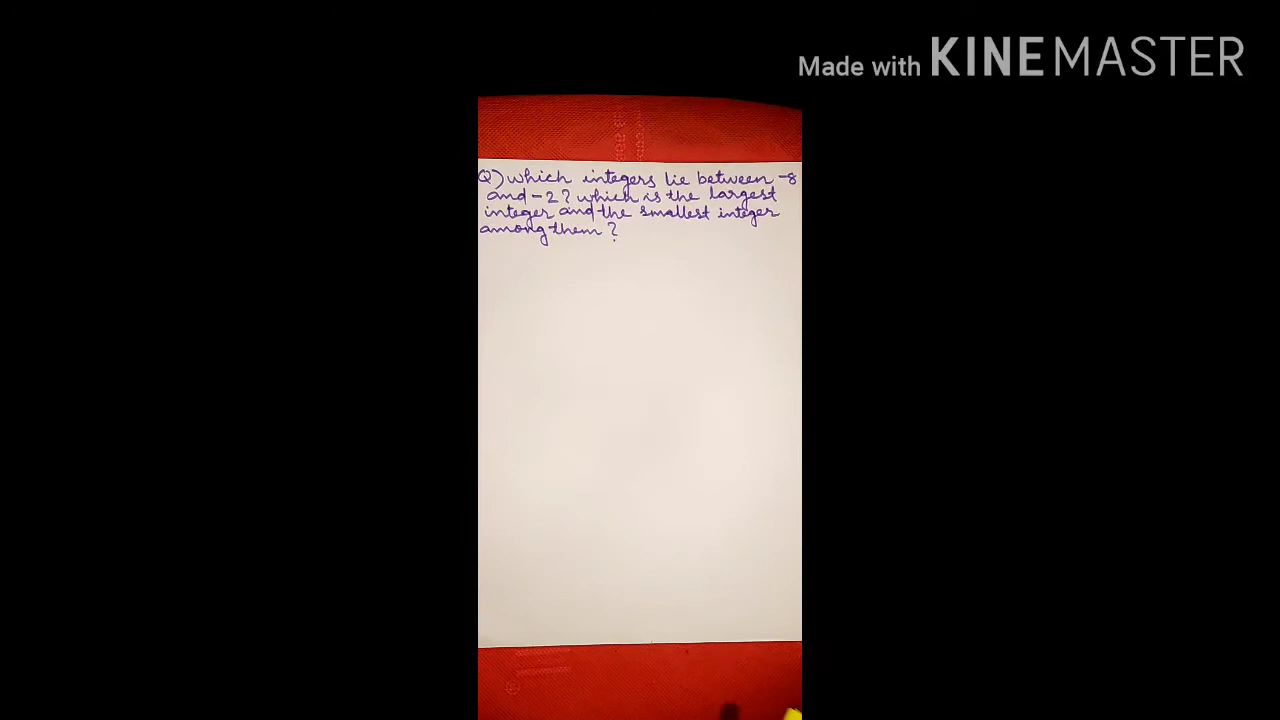 Made with KINEMASTER
Q) which integers lie between -8
and -2? which is the largest
integer and the smallest integer
among them?